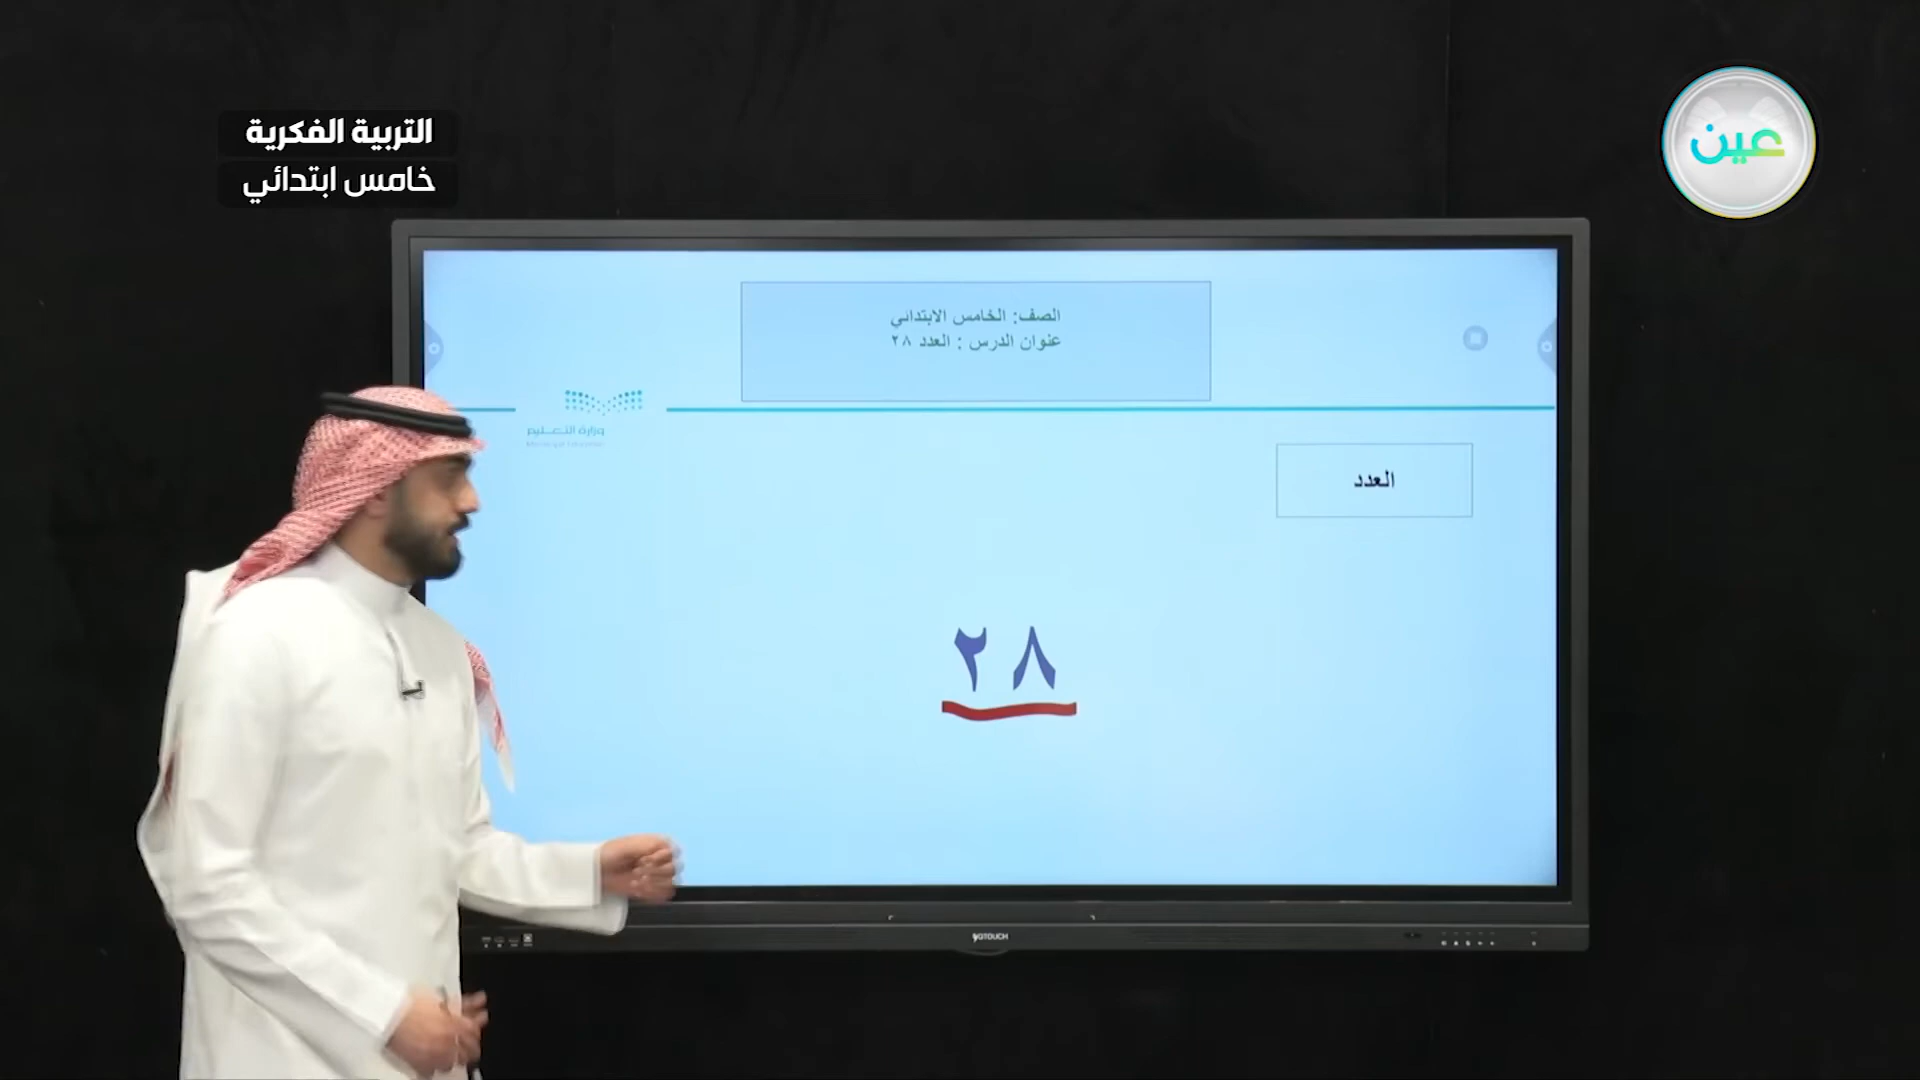 التربية الفكرية
خامس ابتدائي
عين
الصف: الخامس الابتدائي
عنوان الدرس : العدد ٢٨
وزارة التعليم
العدد
٢٨